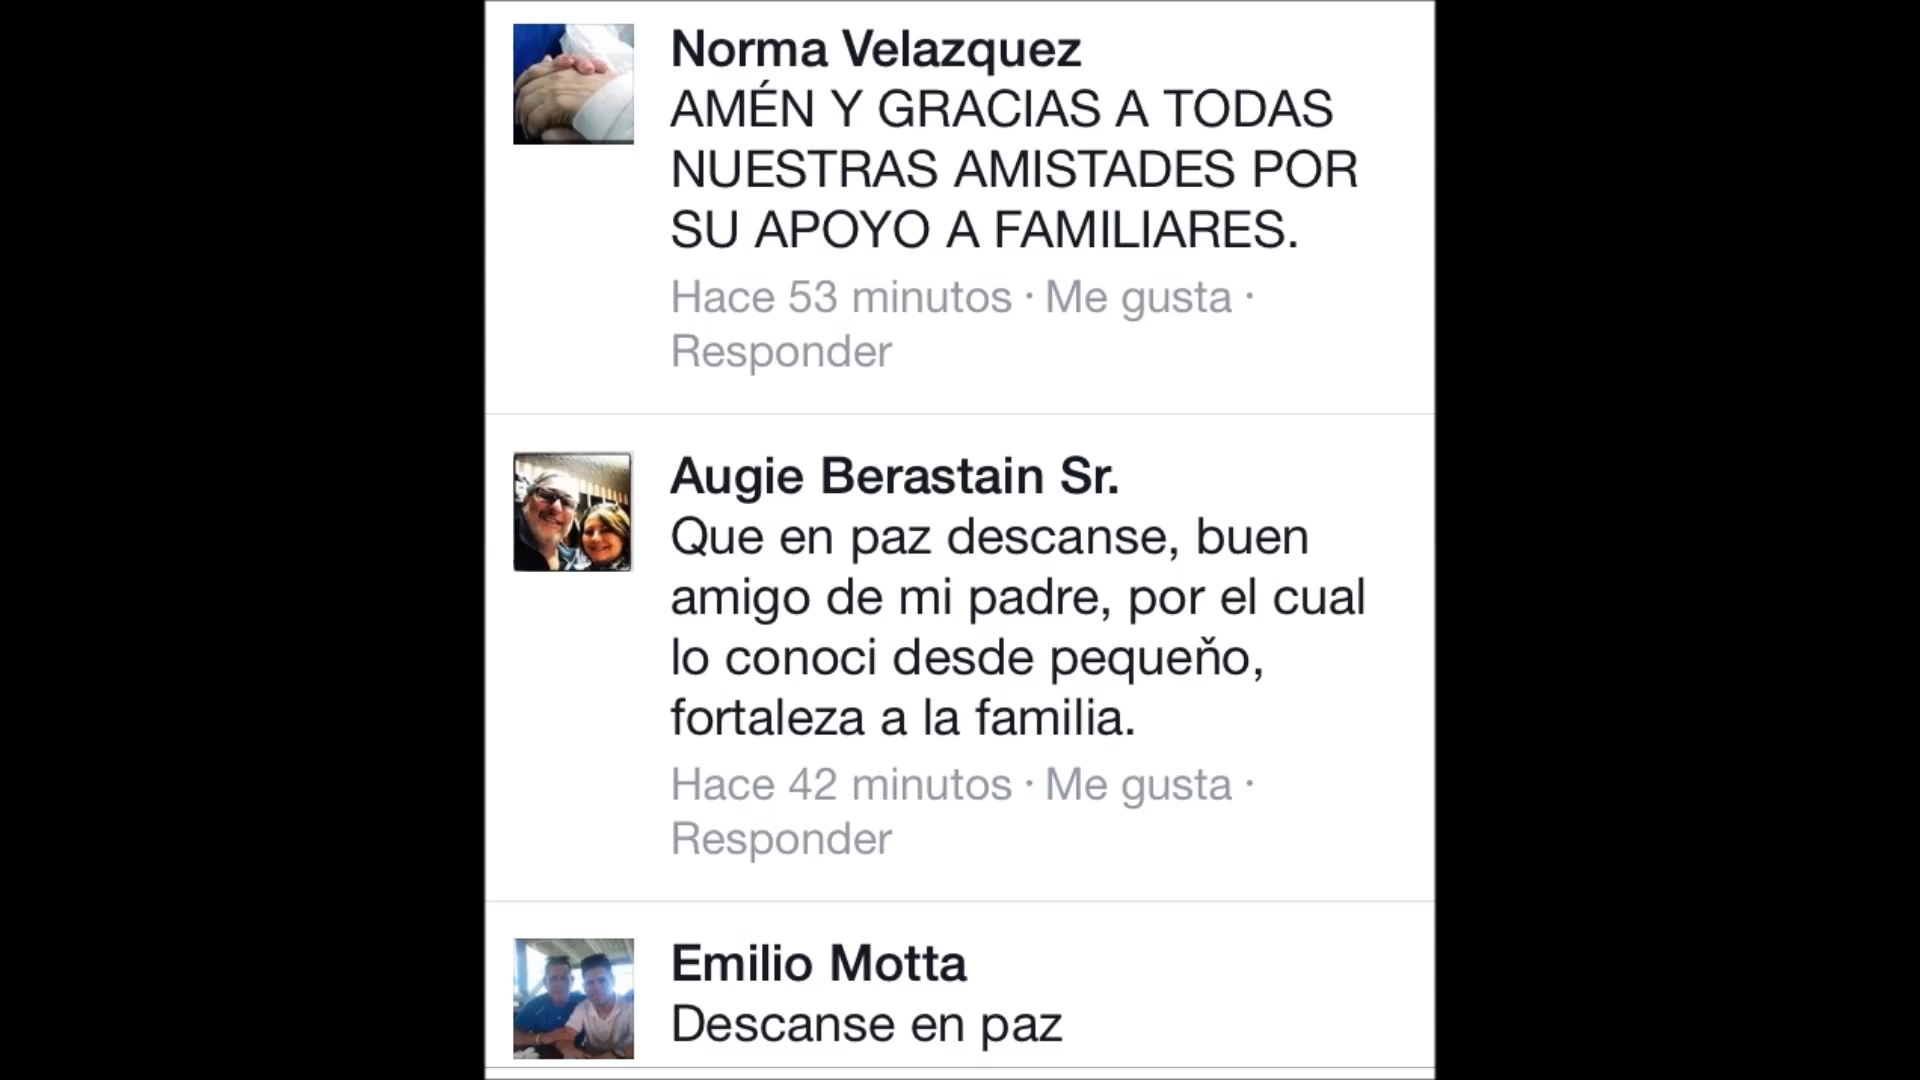 Norma Velazquez
AMÉN Y GRACIAS A TODAS
NUESTRAS AMISTADES POR
SU APOYO A FAMILIARES.
Hace 53 minutos · Me gusta ·
Responder
Augie Berastain Sr.
Que en paz descanse, buen
amigo de mi padre, por el cual
lo conoci desde pequeňo,
fortaleza a la familia.
Hace 42 minutos · Me gusta ·
Responder
Emilio Motta
Descanse en paz